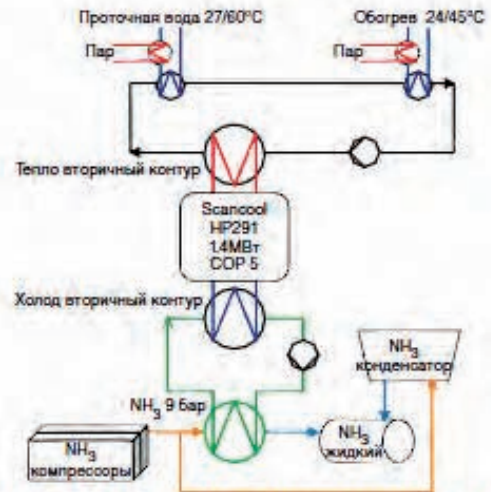 Проточная вода 27/60°C
Обогрев 24/45°C
Пар
Пар
Тепло вторичный контур
Scancool
HP291
1.4МВт
COP 5
Холод вторичный контур
NH3
конденсатор
NH3 9 бар
NH3
компрессоры
NH3
жидкий